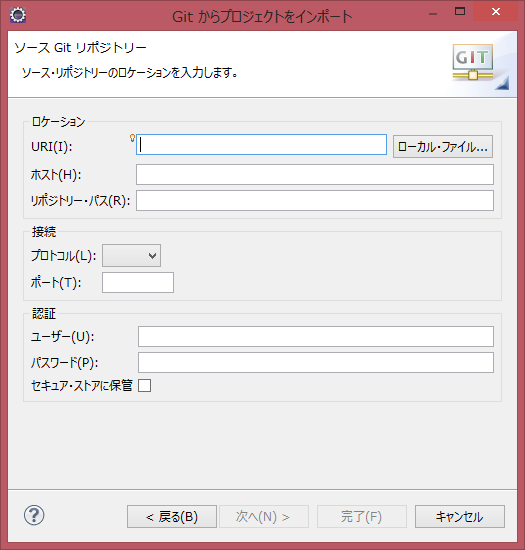 Git からプロジェクトをインポート
ソース Git リポジトリー
ソース・リポジトリーのロケーションを入力します。
GIT
ロケーション
URI(I):
ローカル・ファイル...
ホスト(H):
リポジトリー・パス(R):
接続
プロトコル(L):
ポート(T):
認証
ユーザー(U):
パスワード(P):
セキュア・ストアに保管
?
< 戻る(B)
次へ(N) >
完了(F)
キャンセル